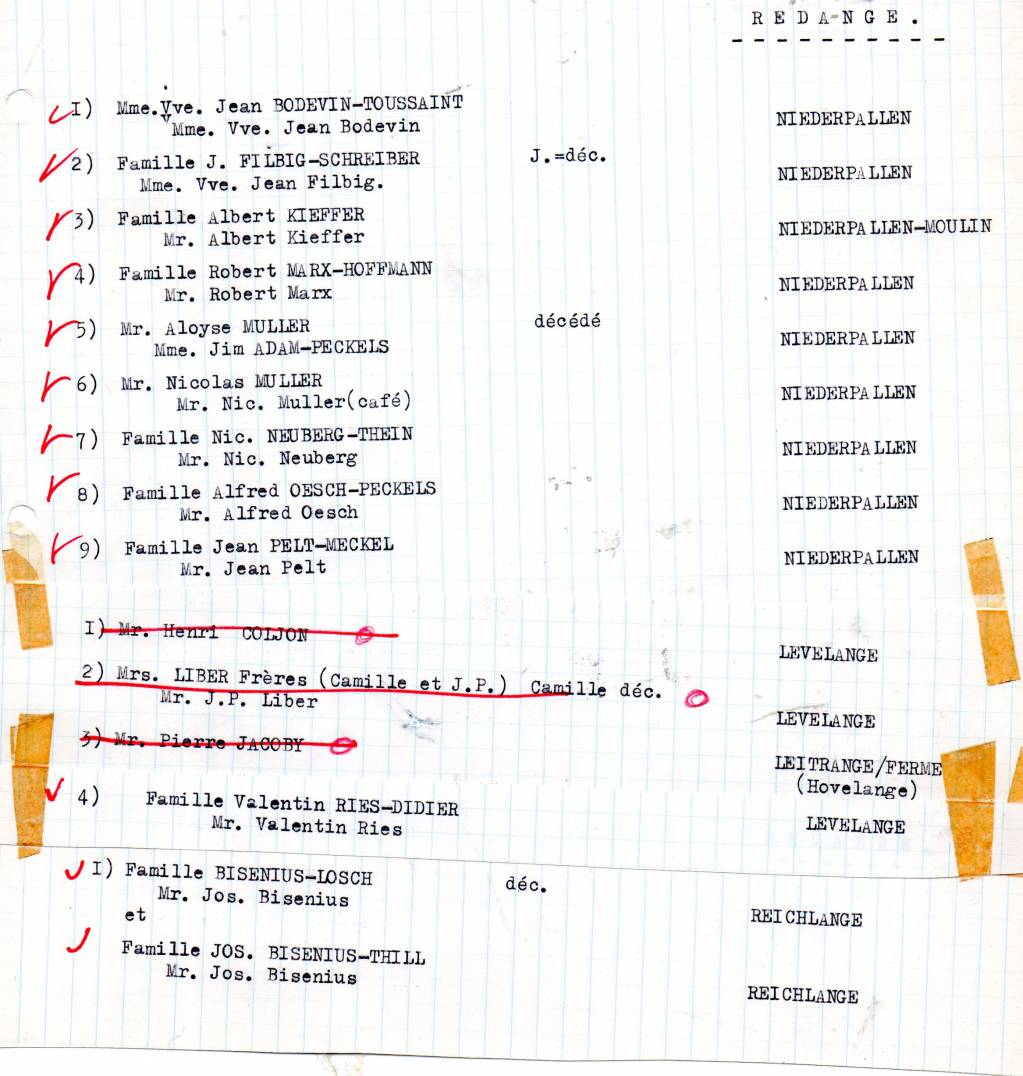 R E D A N G E .
- - - - - - - - - -
I) Mme.Vve. Jean BODEVIN-TOUSSAINT
Mme. Vve. Jean Bodevin NIEDERPALLEN
2) Famille J. FILBIG-SCHREIBER J.=déc.
Mme. Vve. Jean Filbig. NIEDERPALLEN
3) Famille Albert KIEFFER
Mr. Albert Kieffer NIEDERPALLEN-MOULIN
4) Famille Robert MARX-HOFFMANN
Mr. Robert Marx NIEDERPALLEN
5) Mr. Aloyse MULLER décédé
Mme. Jim ADAM-PECKELS NIEDERPALLEN
6) Mr. Nicolas MULLER
Mr. Nic. Muller(café) NIEDERPALLEN
7) Famille Nic. NEUBERG-THEIN
Mr. Nic. Neuberg NIEDERPALLEN
8) Famille Alfred OESCH-PECKELS
Mr. Alfred Oesch NIEDERPALLEN
9) Famille Jean PELT-MECKEL
Mr. Jean Pelt NIEDERPALLEN
I) Mr. Henri COLJON
LEVELANGE
2) Mrs. LIBER Frères (Camille et J.P.) Camille déc.
Mr. J.P. Liber
LEVELANGE
3) Mr. Pierre JACOBY
LEITRANGE/FERME
(Hovelange)
4) Famille Valentin RIES-DIDIER
Mr. Valentin Ries LEVELANGE
I) Famille BISENIUS-LOSCH déc.
Mr. Jos. Bisenius
et REICHLANGE
Famille JOS. BISENIUS-THILL
Mr. Jos. Bisenius
REICHLANGE